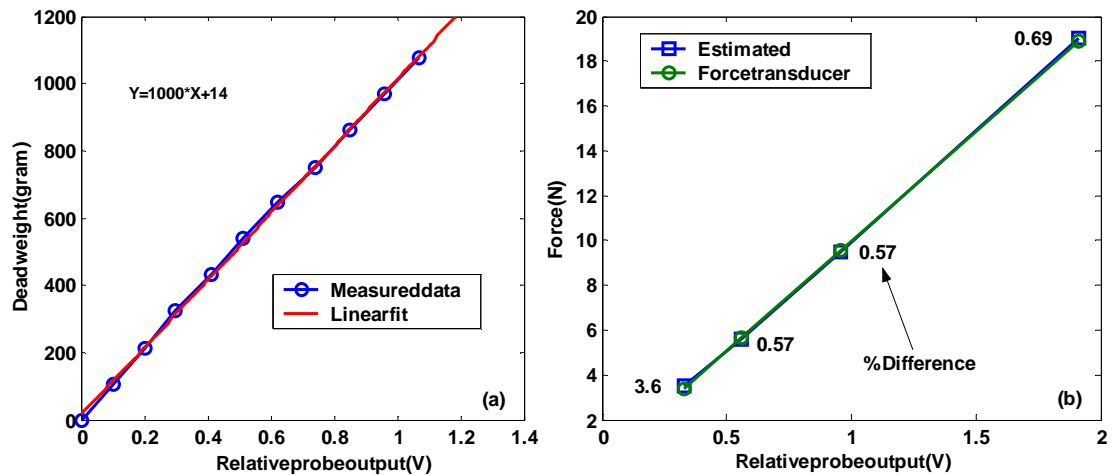 1200
1000
800
600
400
200
0
Deadweight(gram)
Y=1000*X+14
Measureddata
Linearfit
(a)
0
0.2
0.4
0.6
0.8
1
1.2
1.4
Relativeprobeoutput(V)
20
18
16
14
12
10
8
6
4
2
Force(N)
Estimated
Forcetransducer
0.69
0.57
0.57
3.6
%Difference
(b)
0
0.5
1
1.5
2
Relativeprobeoutput(V)